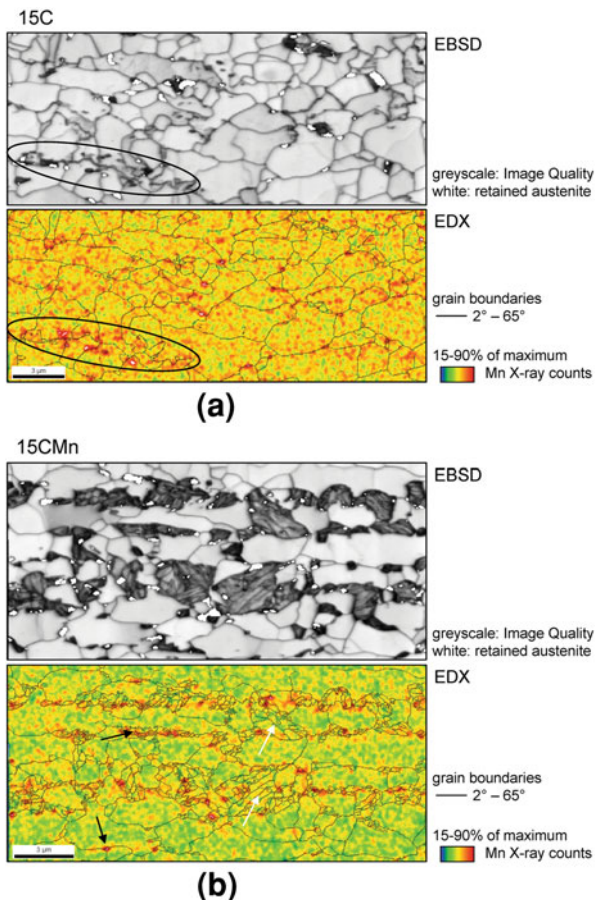 15C
EBSD
greyscale: Image Quality
white: retained austenite
EDX
grain boundaries
2° – 65°
15-90% of maximum
Mn X-ray counts
3 µm
(a)
15CMn
EBSD
greyscale: Image Quality
white: retained austenite
EDX
grain boundaries
2° – 65°
15-90% of maximum
Mn X-ray counts
3 µm
(b)